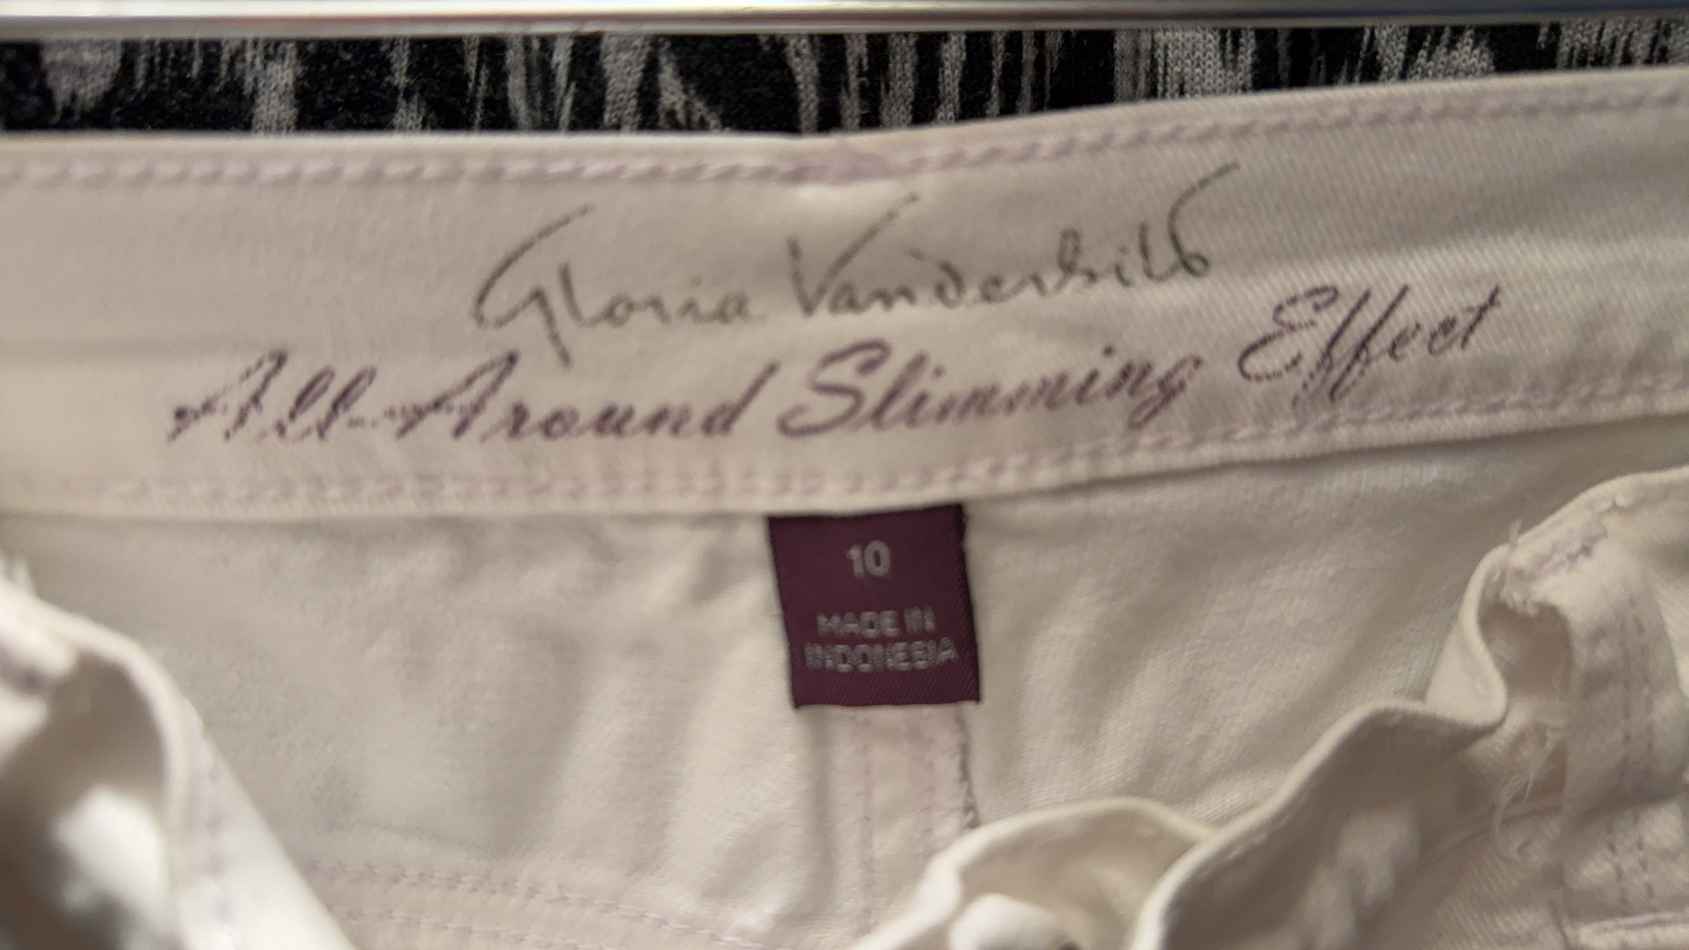 Gloria Vanderbilt
All-Around Slimming Effect
10
MADE IN
INDONESIA